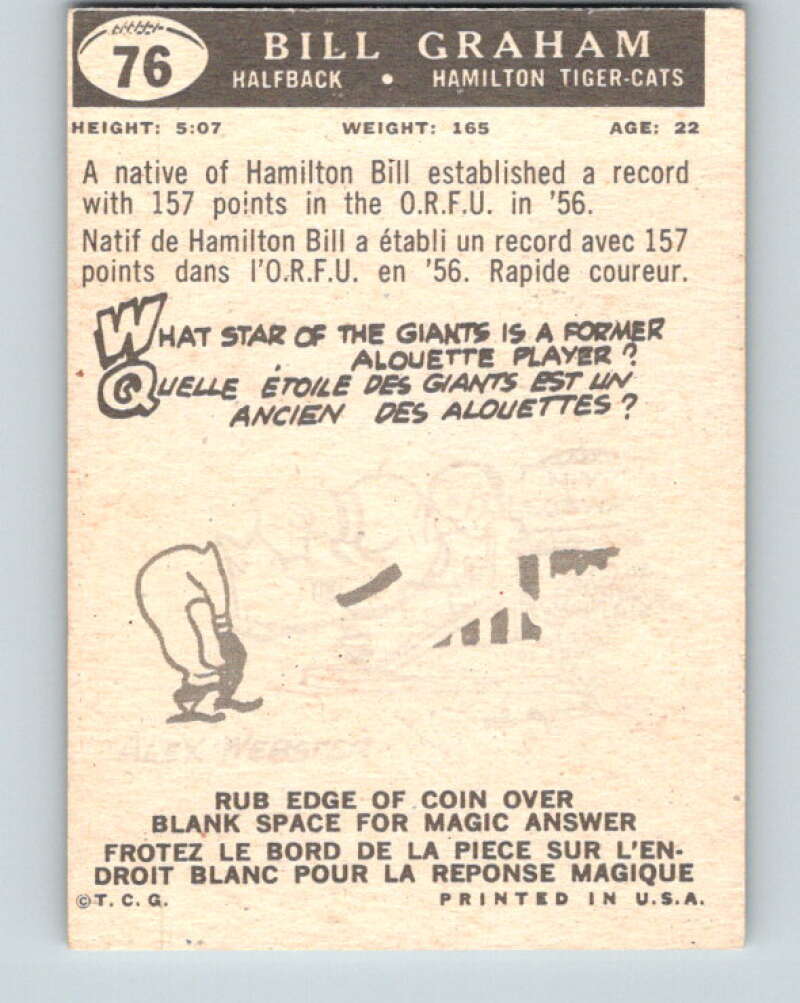 76
BILL GRAHAM
HALFBACK • HAMILTON TIGER-CATS
HEIGHT: 5:07 WEIGHT: 165 AGE: 22
A native of Hamilton Bill established a record
with 157 points in the O.R.F.U. in '56.
Natif de Hamilton Bill a établi un record avec 157
points dans l'O.R.F.U. en '56. Rapide coureur.
WHAT STAR OF THE GIANTS IS A FORMER
ALOUETTE PLAYER?
QUELLE ÉTOILE DES GIANTS EST UN
ANCIEN DES ALOUETTES?
ALEX WEBSTER
RUB EDGE OF COIN OVER
BLANK SPACE FOR MAGIC ANSWER
FROTEZ LE BORD DE LA PIECE SUR L'EN-
DROIT BLANC POUR LA REPONSE MAGIQUE
©T. C. G. PRINTED IN U.S.A.